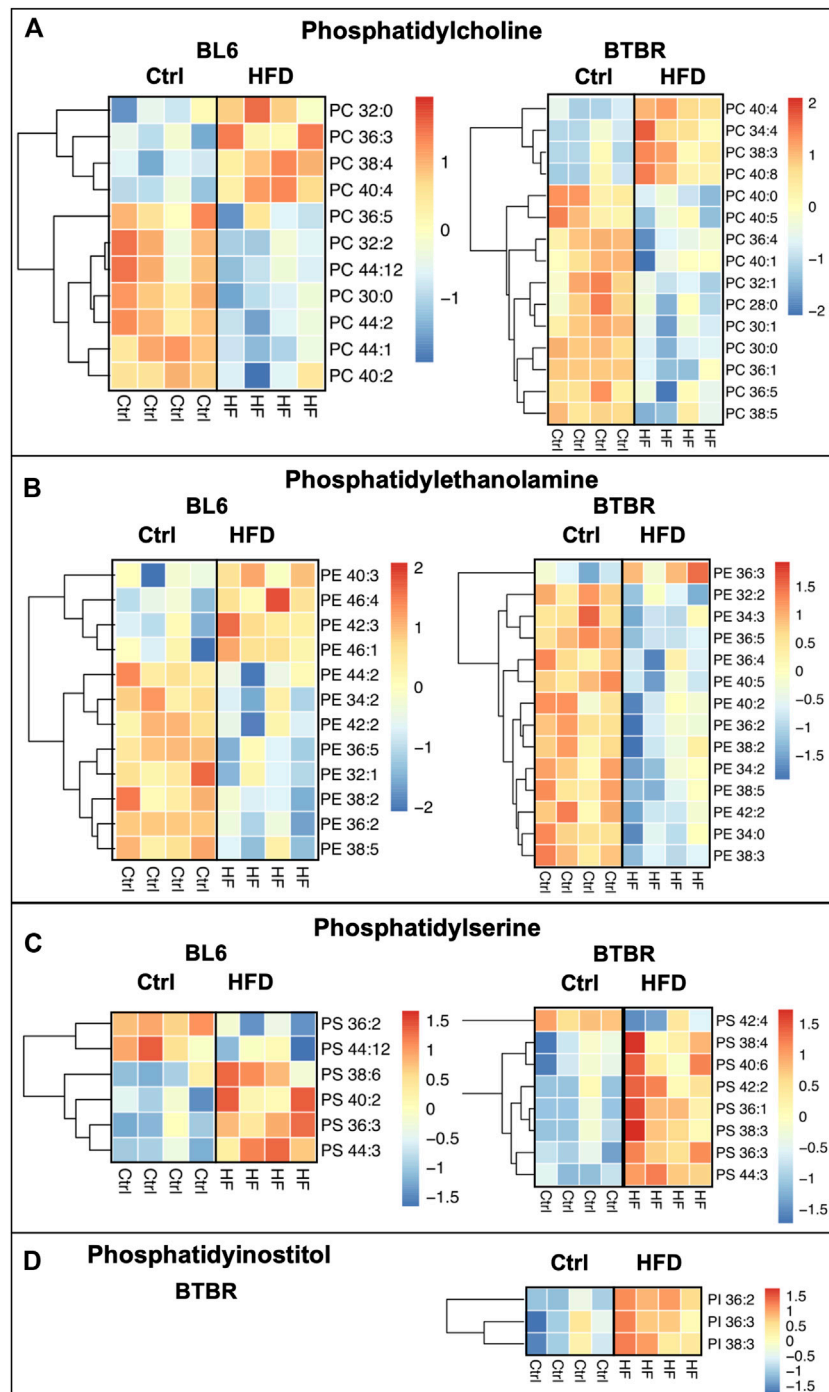 A
Phosphatidylcholine
BL6
Ctrl HFD
PC 32:0
PC 36:3
PC 38:4
PC 40:4
PC 36:5
PC 32:2
PC 44:12
PC 30:0
PC 44:2
PC 44:1
PC 40:2
1
0
−1
Ctrl Ctrl Ctrl Ctrl HF HF HF HF
BTBR
Ctrl HFD
PC 40:4
PC 34:4
PC 38:3
PC 40:8
PC 40:0
PC 40:5
PC 36:4
PC 40:1
PC 32:1
PC 28:0
PC 30:1
PC 30:0
PC 36:1
PC 36:5
PC 38:5
2
1
0
−1
−2
Ctrl Ctrl Ctrl Ctrl HF HF HF HF
B
Phosphatidylethanolamine
BL6
Ctrl HFD
PE 40:3
PE 46:4
PE 42:3
PE 46:1
PE 44:2
PE 34:2
PE 42:2
PE 36:5
PE 32:1
PE 38:2
PE 36:2
PE 38:5
2
1
0
−1
−2
Ctrl Ctrl Ctrl Ctrl HF HF HF HF
BTBR
Ctrl HFD
PE 36:3
PE 32:2
PE 34:3
PE 36:5
PE 36:4
PE 40:5
PE 40:2
PE 36:2
PE 38:2
PE 34:2
PE 38:5
PE 42:2
PE 34:0
PE 38:3
1.5
1
0.5
0
−0.5
−1
−1.5
Ctrl Ctrl Ctrl Ctrl HF HF HF HF
C
Phosphatidylserine
BL6
Ctrl HFD
PS 36:2
PS 44:12
PS 38:6
PS 40:2
PS 36:3
PS 44:3
1.5
1
0.5
0
−0.5
−1
−1.5
Ctrl Ctrl Ctrl Ctrl HF HF HF HF
BTBR
Ctrl HFD
PS 42:4
PS 38:4
PS 40:6
PS 42:2
PS 36:1
PS 38:3
PS 36:3
PS 44:3
1.5
1
0.5
0
−0.5
−1
−1.5
Ctrl Ctrl Ctrl Ctrl HF HF HF HF
D
Phosphatidyinostitol
BTBR
Ctrl HFD
PI 36:2
PI 36:3
PI 38:3
1.5
1
0.5
0
−0.5
−1
−1.5
Ctrl Ctrl Ctrl Ctrl HF HF HF HF